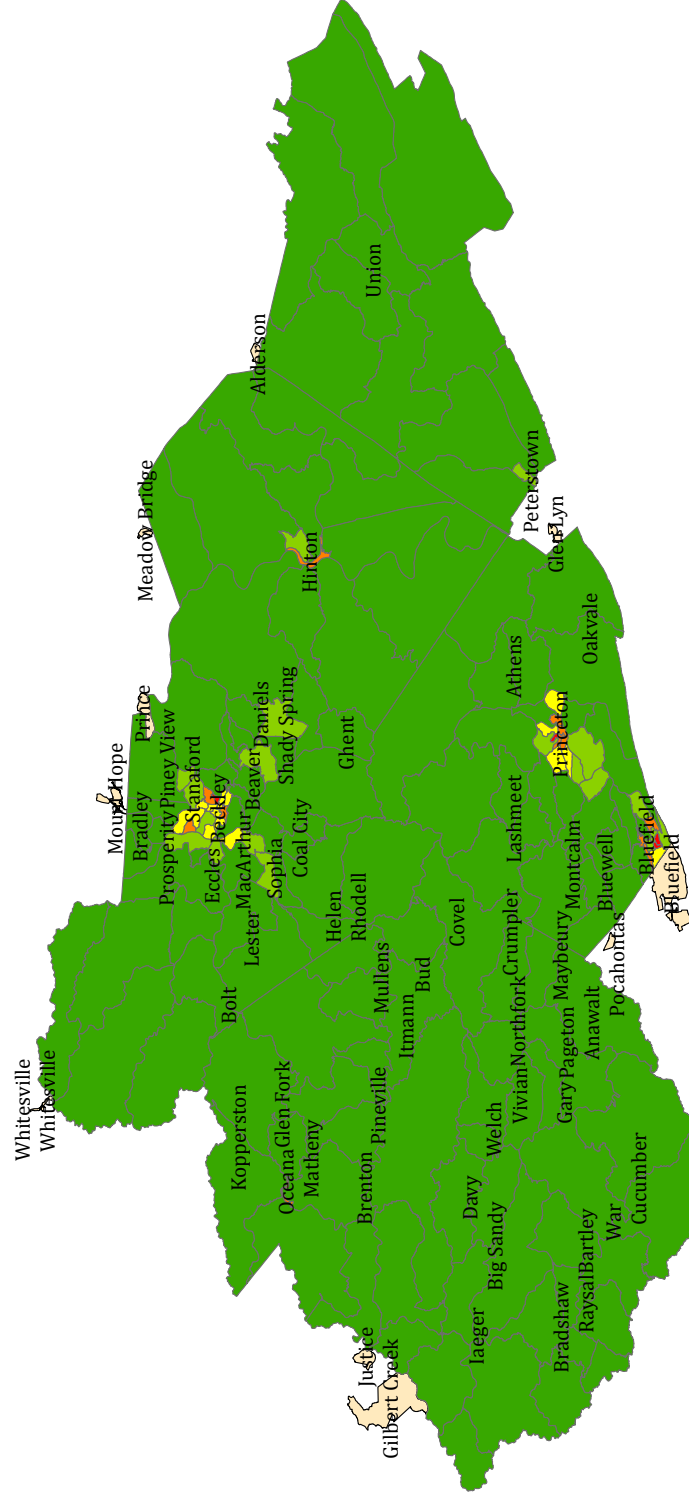 Whitesville
Whitesville
Mount Hope
Prince
Meadow Bridge
Bradley
Prosperity
Piney View
Stanaford
Eccles
Beckley
MacArthur
Beaver
Daniels
Shady Spring
Sophia
Coal City
Lester
Bolt
Alderson
Hinton
Union
Ghent
Helen
Rhodell
Mullens
Itmann
Bud
Covel
Kopperston
Oceana
Glen Fork
Matheny
Brenton
Pineville
Justice
Gilbert Creek
Iaeger
Davy
Big Sandy
Welch
Vivian
Northfork
Crumpler
Lashmeet
Athens
Peterstown
Glen Lyn
Oakvale
Princeton
Montcalm
Bluewell
Maybeury
Pageton
Gary
Anawalt
Pocahontas
Bluefield
Bluefield
Bradshaw
Raysal
Bartley
War
Cucumber